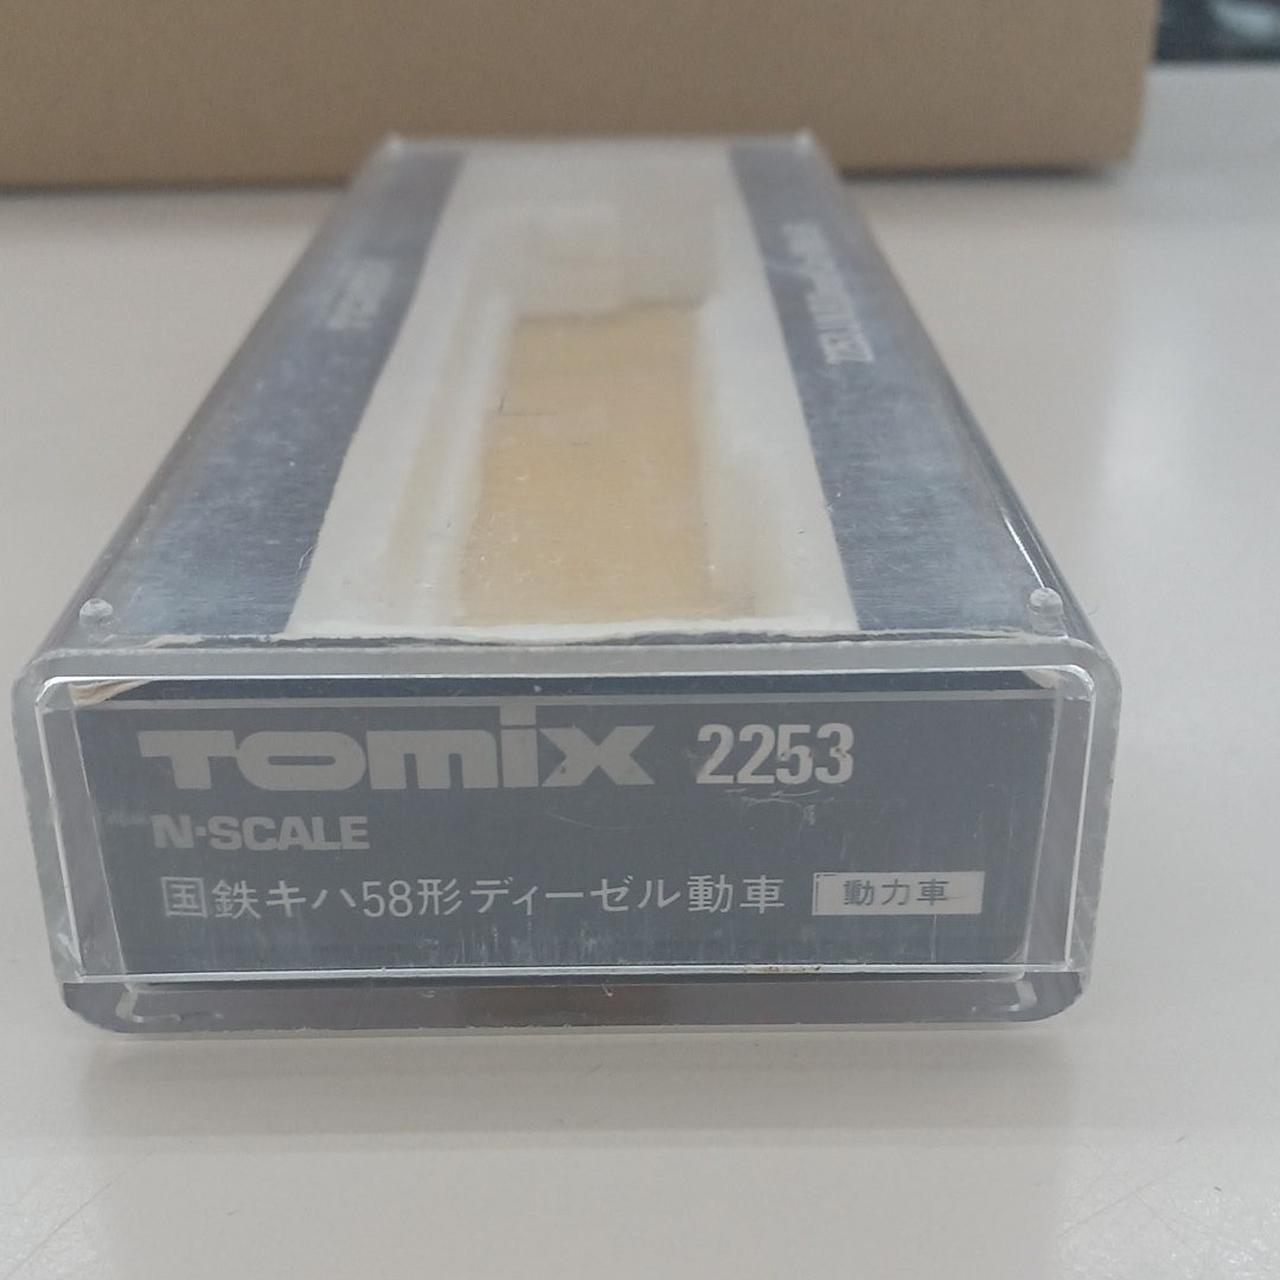 TOMIX 2253
N·SCALE
国鉄キハ58形ディーゼル動車 動力車